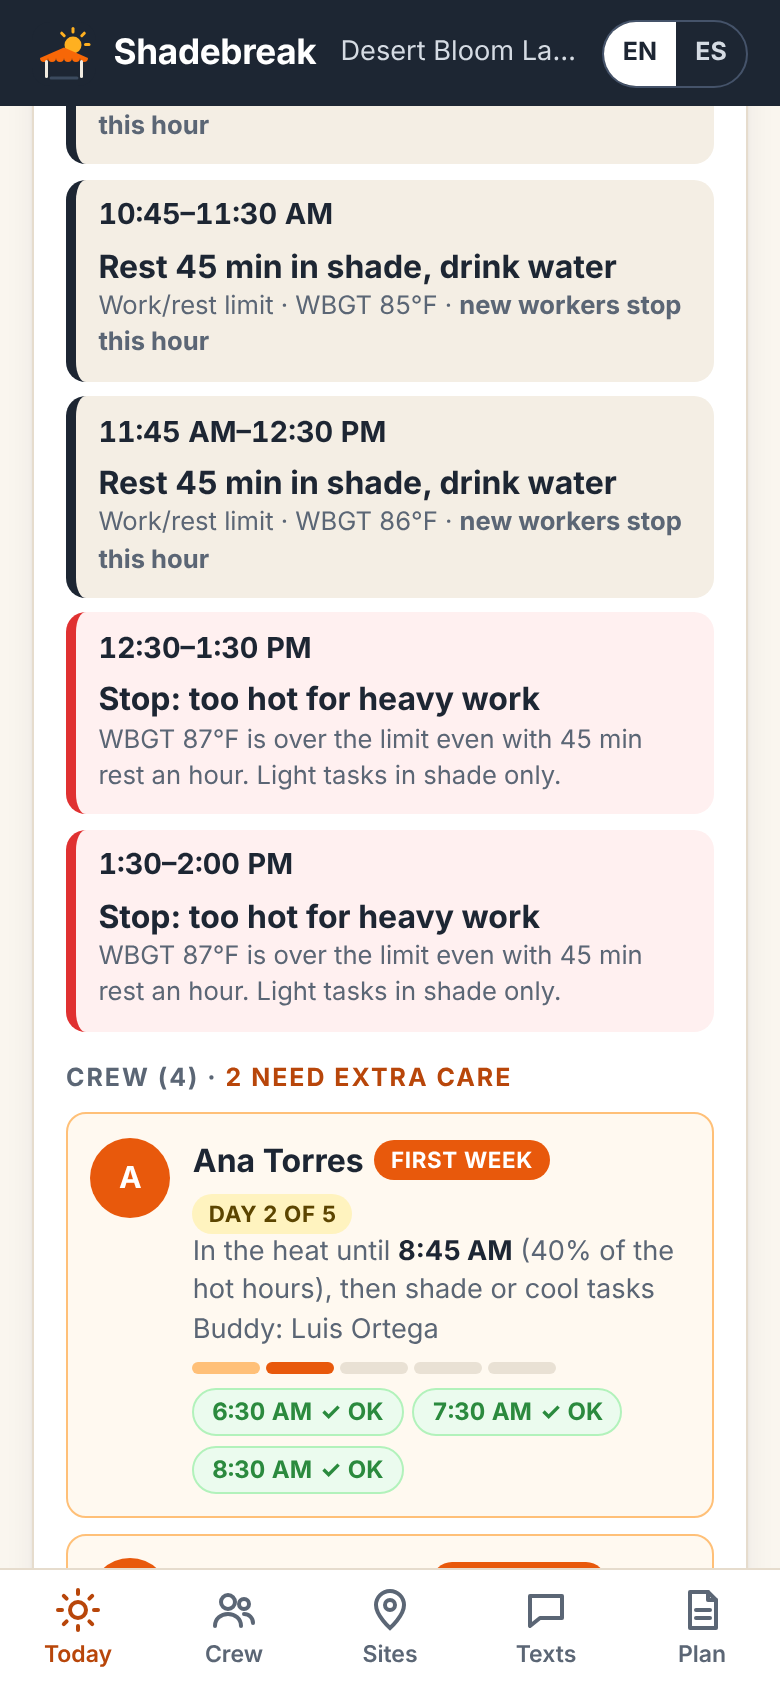 Shadebreak
Desert Bloom La...
EN
ES
this hour
10:45–11:30 AM
Rest 45 min in shade, drink water
Work/rest limit · WBGT 85°F · new workers stop
this hour
11:45 AM–12:30 PM
Rest 45 min in shade, drink water
Work/rest limit · WBGT 86°F · new workers stop
this hour
12:30–1:30 PM
Stop: too hot for heavy work
WBGT 87°F is over the limit even with 45 min
rest an hour. Light tasks in shade only.
1:30–2:00 PM
Stop: too hot for heavy work
WBGT 87°F is over the limit even with 45 min
rest an hour. Light tasks in shade only.
CREW (4) · 2 NEED EXTRA CARE
A
Ana Torres FIRST WEEK
DAY 2 OF 5
In the heat until 8:45 AM (40% of the
hot hours), then shade or cool tasks
Buddy: Luis Ortega
6:30 AM ✓ OK
7:30 AM ✓ OK
8:30 AM ✓ OK
Today
Crew
Sites
Texts
Plan